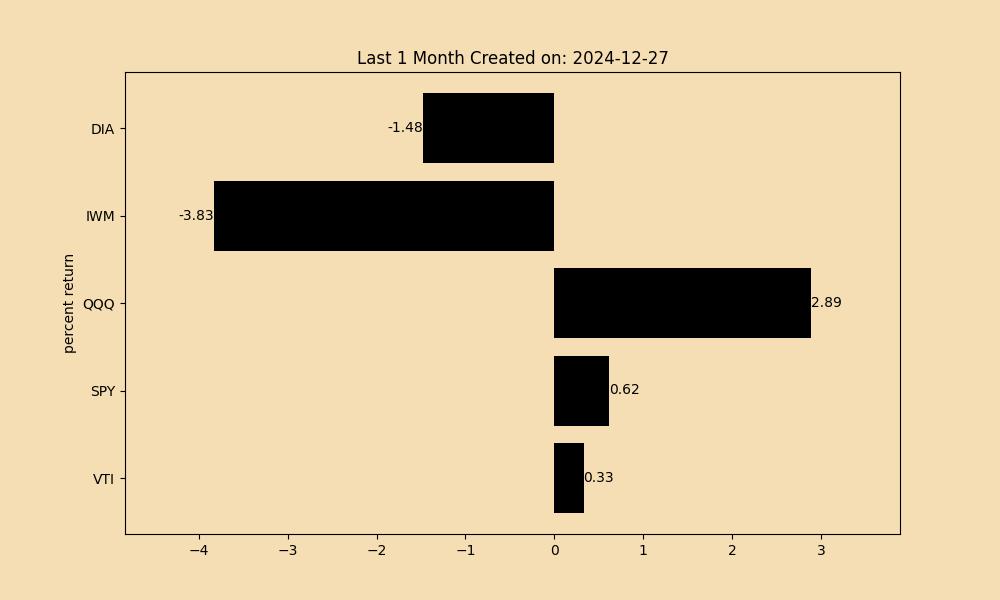 Last 1 Month Created on: 2024-12-27
percent return
DIA
-1.48
IWM
-3.83
QQQ
2.89
SPY
0.62
VTI
0.33
−4 −3 −2 −1 0 1 2 3